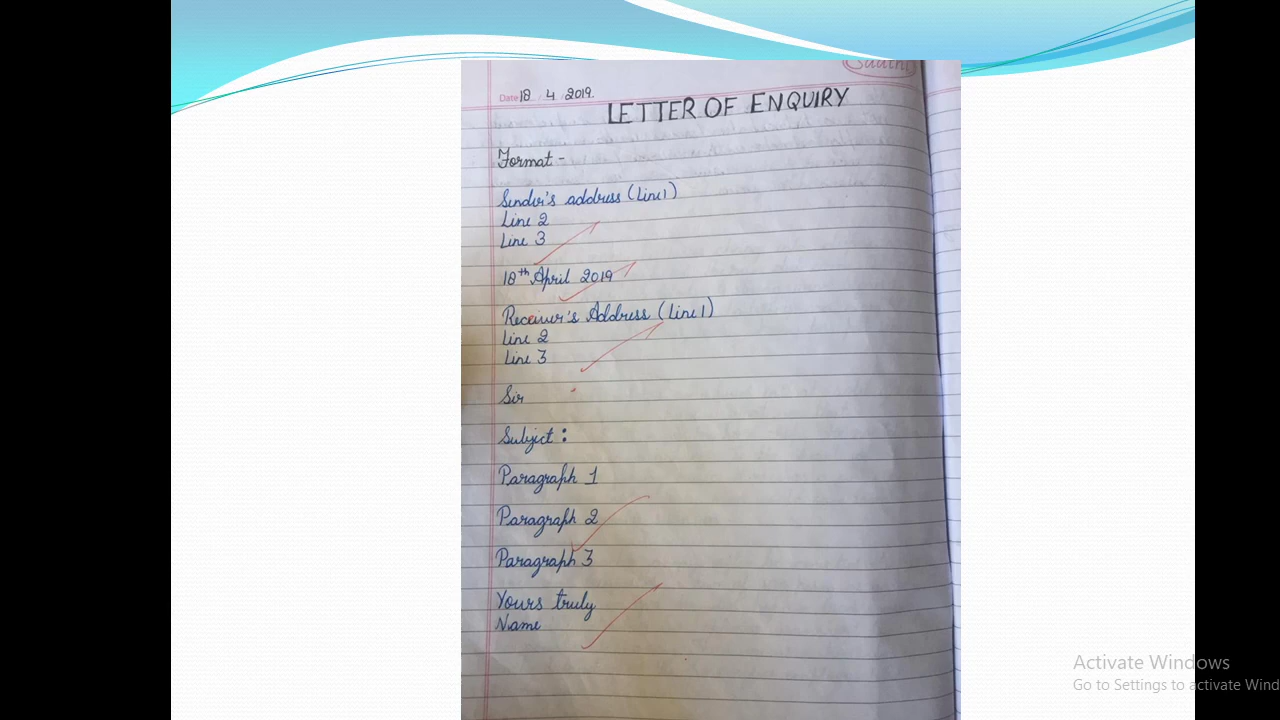 Saathi
Date 18 4 2019.
LETTER OF ENQUIRY
Format -
Sender's address (Line 1)
Line 2
Line 3
18th April 2019
Receiver's Address (Line 1)
Line 2
Line 3
Sir
Subject :
Paragraph 1
Paragraph 2
Paragraph 3
Yours truly
Name
Activate Windows
Go to Settings to activate Wind